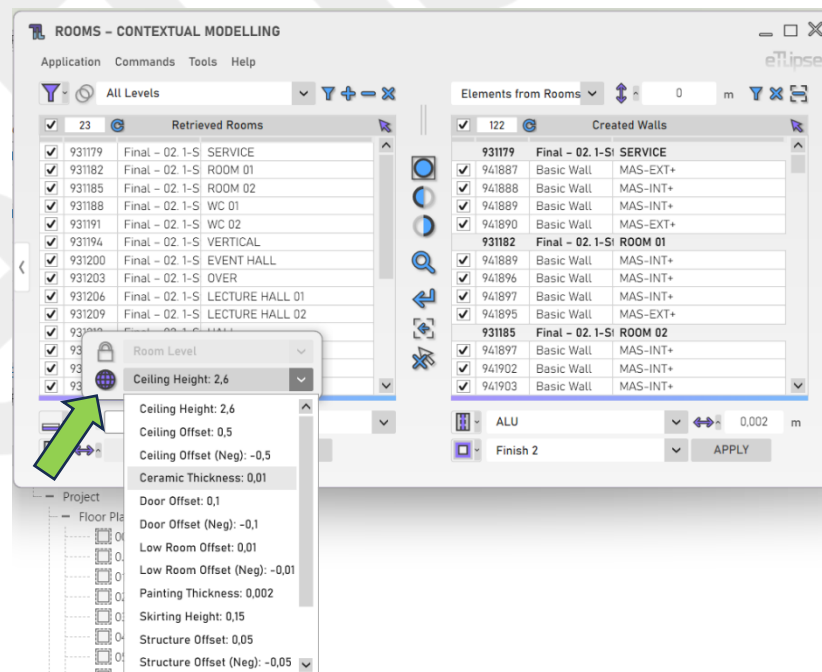 ROOMS – CONTEXTUAL MODELLING
Application Commands Tools Help
eTLipse
All Levels
Elements from Rooms 0 m
23 Retrieved Rooms
122 Created Walls
931179 Final – 02. 1-S SERVICE
931182 Final – 02. 1-S ROOM 01
931185 Final – 02. 1-S ROOM 02
931188 Final – 02. 1-S WC 01
931191 Final – 02. 1-S WC 02
931194 Final – 02. 1-S VERTICAL
931200 Final – 02. 1-S EVENT HALL
931203 Final – 02. 1-S OVER
931206 Final – 02. 1-S LECTURE HALL 01
931209 Final – 02. 1-S LECTURE HALL 02
93
93
93
931179 Final – 02. 1-S SERVICE
941887 Basic Wall MAS-EXT+
941888 Basic Wall MAS-INT+
941889 Basic Wall MAS-INT+
941890 Basic Wall MAS-EXT+
931182 Final – 02. 1-S ROOM 01
941889 Basic Wall MAS-INT+
941896 Basic Wall MAS-INT+
941897 Basic Wall MAS-INT+
941895 Basic Wall MAS-EXT+
931185 Final – 02. 1-S ROOM 02
941897 Basic Wall MAS-INT+
941902 Basic Wall MAS-INT+
941903 Basic Wall MAS-INT+
Room Level
Ceiling Height: 2,6
Ceiling Height: 2,6
Ceiling Offset: 0,5
Ceiling Offset (Neg): -0,5
Ceramic Thickness: 0,01
Door Offset: 0,1
Door Offset (Neg): -0,1
Low Room Offset: 0,01
Low Room Offset (Neg): -0,01
Painting Thickness: 0,002
Skirting Height: 0,15
Structure Offset: 0,05
Structure Offset (Neg): -0,05
ALU 0,002 m
Finish 2 APPLY
Project
Floor Pla